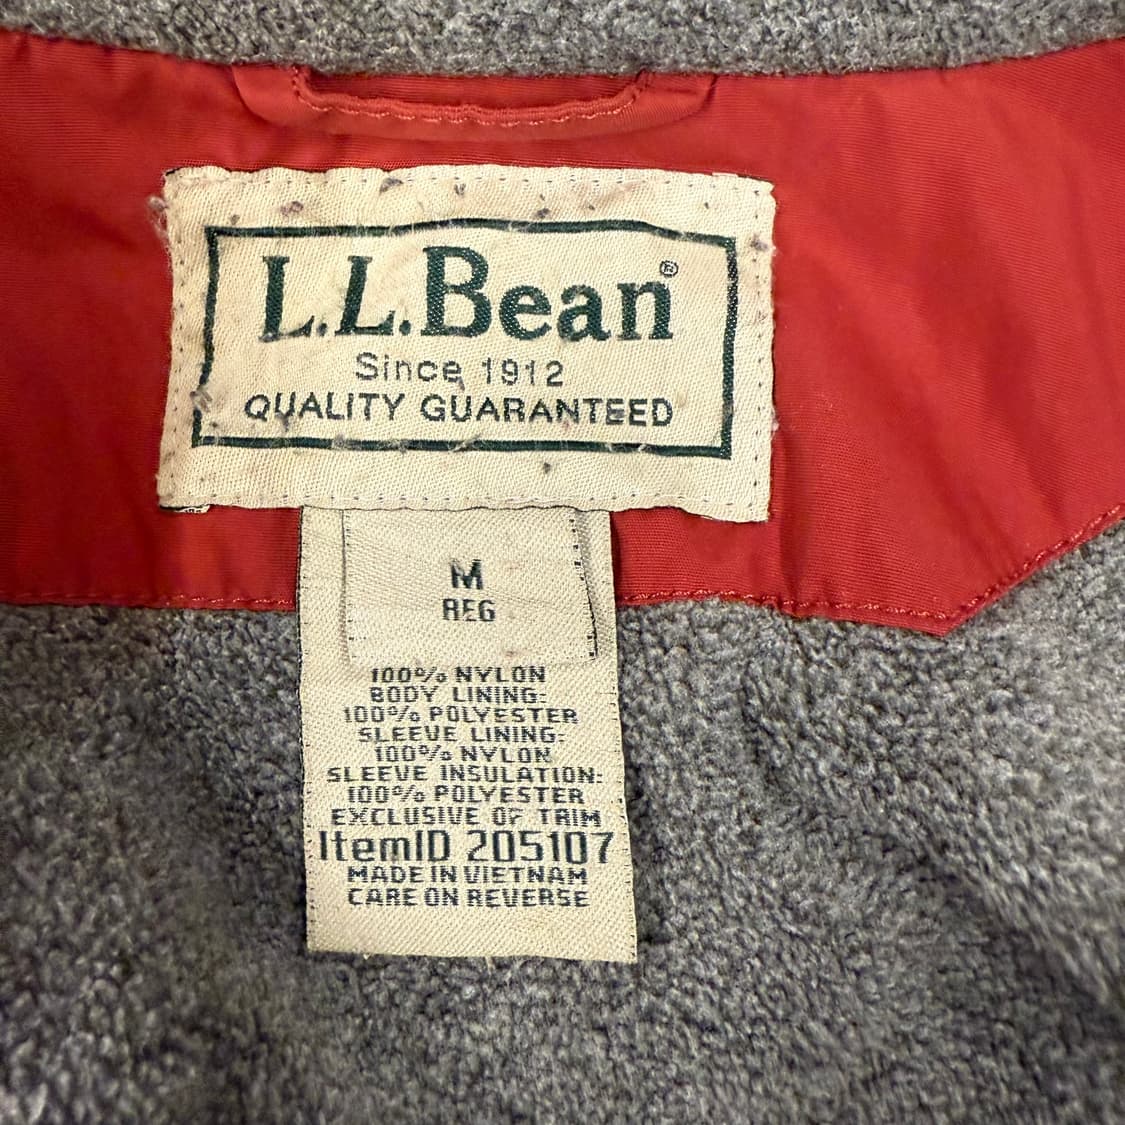 L.L.Bean®
Since 1912
QUALITY GUARANTEED
M
REG
100% NYLON
BODY LINING:
100% POLYESTER
SLEEVE LINING:
100% NYLON
SLEEVE INSULATION:
100% POLYESTER
EXCLUSIVE OF TRIM
ItemID 205107
MADE IN VIETNAM
CARE ON REVERSE